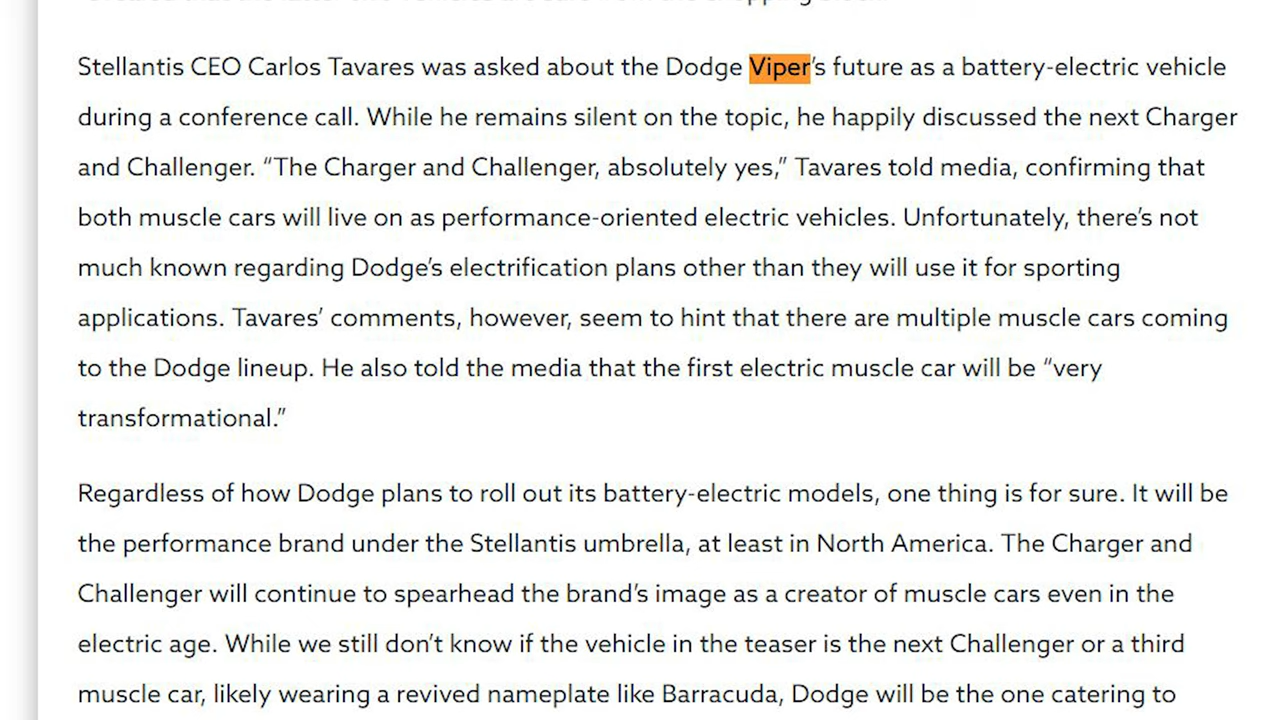 Stellantis CEO Carlos Tavares was asked about the Dodge Viper’s future as a battery-electric vehicle
during a conference call. While he remains silent on the topic, he happily discussed the next Charger
and Challenger. “The Charger and Challenger, absolutely yes,” Tavares told media, confirming that
both muscle cars will live on as performance-oriented electric vehicles. Unfortunately, there’s not
much known regarding Dodge’s electrification plans other than they will use it for sporting
applications. Tavares’ comments, however, seem to hint that there are multiple muscle cars coming
to the Dodge lineup. He also told the media that the first electric muscle car will be “very
transformational.”
Regardless of how Dodge plans to roll out its battery-electric models, one thing is for sure. It will be
the performance brand under the Stellantis umbrella, at least in North America. The Charger and
Challenger will continue to spearhead the brand’s image as a creator of muscle cars even in the
electric age. While we still don’t know if the vehicle in the teaser is the next Challenger or a third
muscle car, likely wearing a revived nameplate like Barracuda, Dodge will be the one catering to